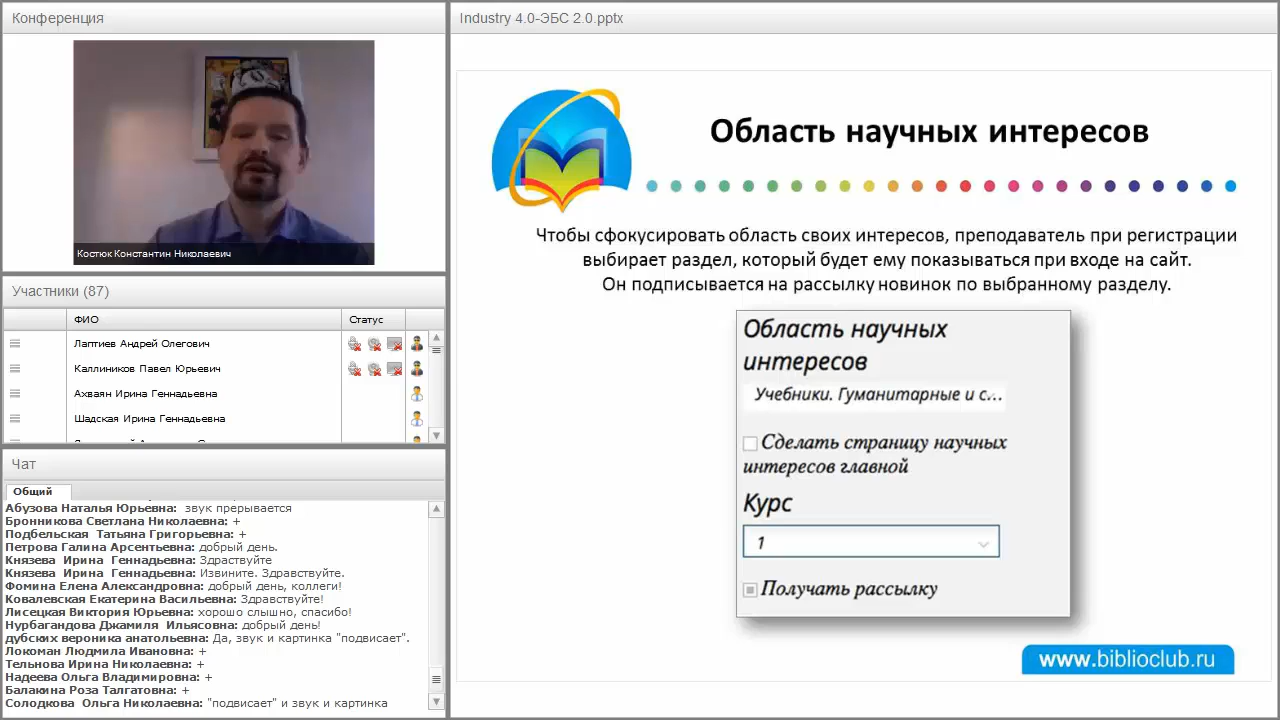 Конференция
Костюк Константин Николаевич
Участники (87)
ФИО
Статус
Лаптиев Андрей Олегович
Каллиников Павел Юрьевич
Ахваян Ирина Геннадьевна
Шадская Ирина Геннадьевна
Чат
Общий
Абузова Наталья Юрьевна: звук прерывается
Бронникова Светлана Николаевна: +
Подбельская Татьяна Григорьевна: +
Петрова Галина Арсентьевна: добрый день.
Князева Ирина Геннадьевна: Здраствуйте
Князева Ирина Геннадьевна: Извините. Здравствуйте.
Фомина Елена Александровна: добрый день, коллеги!
Ковалевская Екатерина Васильевна: Здравствуйте!
Лисецкая Виктория Юрьевна: хорошо слышно, спасибо!
Нурбагандова Джамиля Ильясовна: добрый день!
дубских вероника анатольевна: Да, звук и картинка "подвисает".
Локоман Людмила Ивановна: +
Тельнова Ирина Николаевна: +
Надеева Ольга Владимировна: +
Балакина Роза Талгатовна: +
Солодкова Ольга Николаевна: "подвисает" и звук и картинка
Industry 4.0-ЭБС 2.0.pptx
Область научных интересов
Чтобы сфокусировать область своих интересов, преподаватель при регистрации
выбирает раздел, который будет ему показываться при входе на сайт.
Он подписывается на рассылку новинок по выбранному разделу.
Область научных
интересов
Учебники. Гуманитарные и с...
Сделать страницу научных
интересов главной
Курс
1
Получать рассылку
www.biblioclub.ru